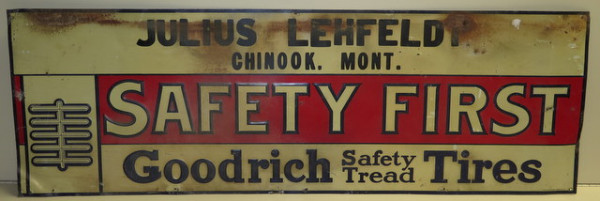 JULIUS LEHFELDT
CHINOOK. MONT.
SAFETY FIRST
Goodrich Safety Tread Tires